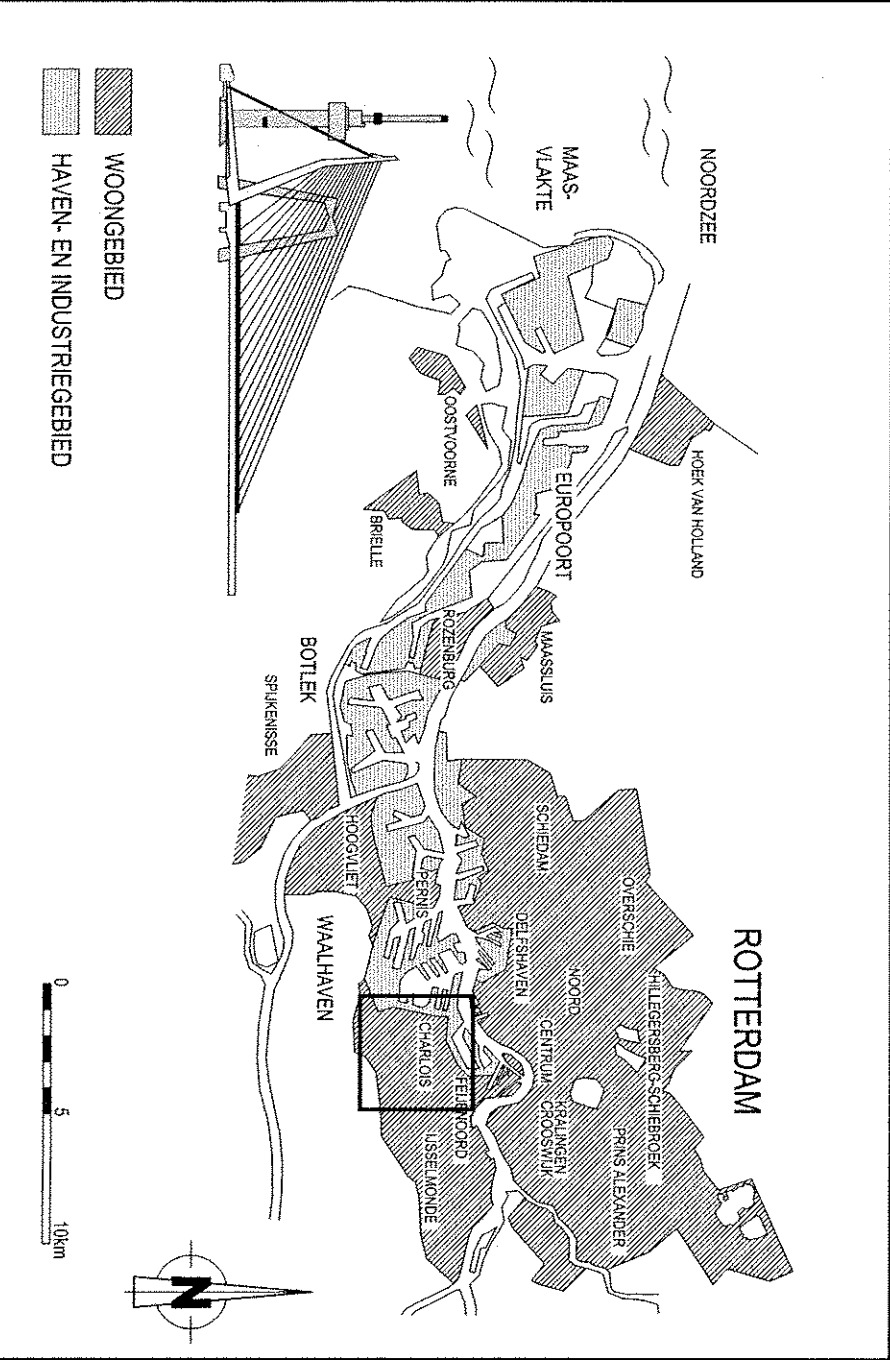 ROTTERDAM
NOORDZEE
MAAS-
VLAKTE
HOEK VAN HOLLAND
EUROPOORT
OOSTVOORNE
BRIELLE
MAASSLUIS
ROZENBURG
BOTLEK
SPIJKENISSE
HOOGVLIET
PERNIS
WAALHAVEN
SCHIEDAM
OVERSCHIE
DELFSHAVEN
NOORD
HILLEGERSBERG-SCHIEBROEK
CENTRUM
KRALINGEN
CROOSWIJK
PRINS ALEXANDER
CHARLOIS
FEIJENOORD
IJSSELMONDE
WOONGEBIED
HAVEN- EN INDUSTRIEGEBIED
0 5 10km
N